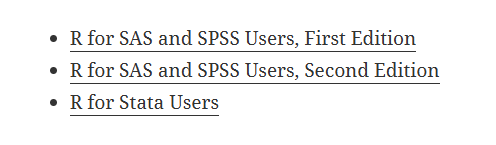 R for SAS and SPSS Users, First Edition
R for SAS and SPSS Users, Second Edition
R for Stata Users